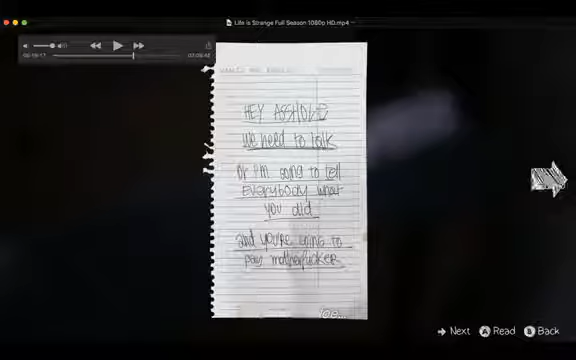 Life is Strange Full Season 1080p HD.mp4
HEY ASSHOLE
We need to talk
Or I'm going to tell
EVERYBODY what
YOU did
and you're going to
pay motherfucker
Next
A Read
B Back